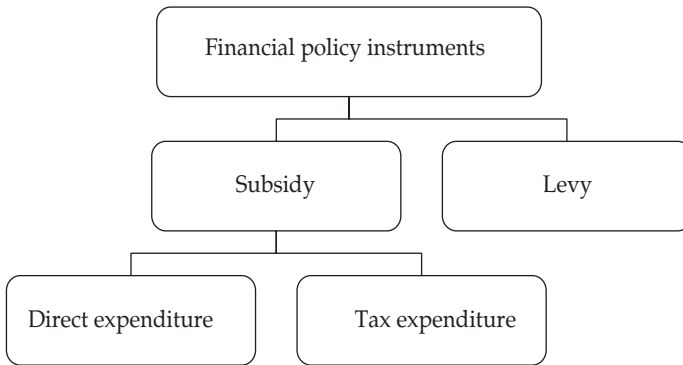 Financial policy instruments
Subsidy
Levy
Direct expenditure
Tax expenditure